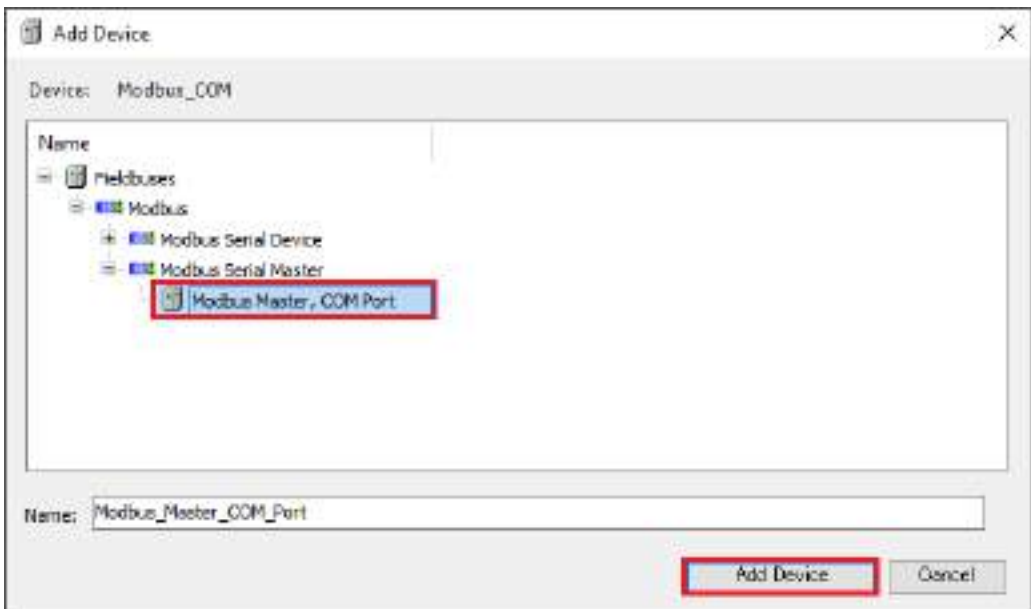 Add Device
Device: Modbus_COM
Name
Fieldbuses
Modbus
Modbus Serial Device
Modbus Serial Master
Modbus Master, COM Port
Name: Modbus_Master_COM_Port
Add Device Cancel